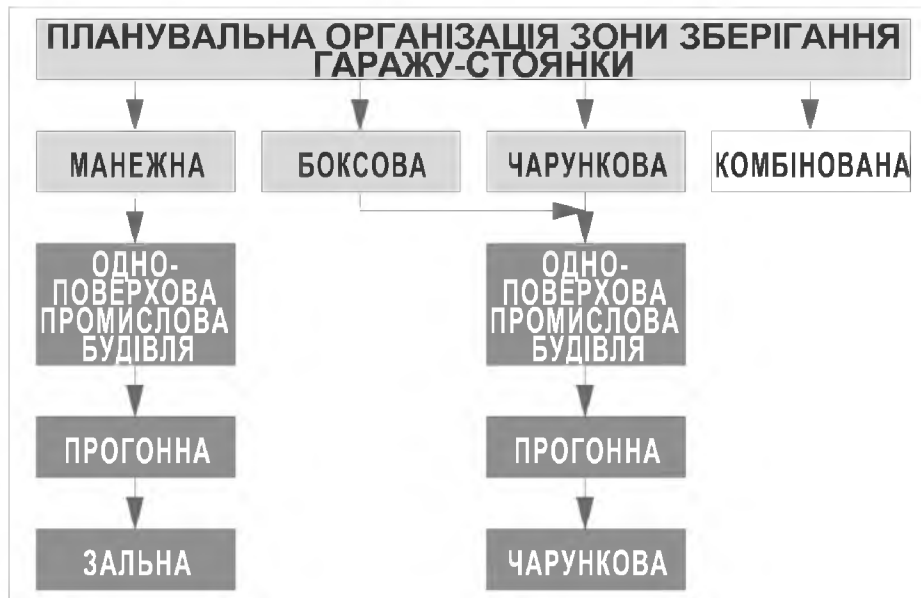 ПЛАНУВАЛЬНА ОРГАНІЗАЦІЯ ЗОНИ ЗБЕРІГАННЯ
ГАРАЖУ-СТОЯНКИ
МАНЕЖНА
БОКСОВА
ЧАРУНКОВА
КОМБІНОВАНА
ОДНО-
ПОВЕРХОВА
ПРОМИСЛОВА
БУДІВЛЯ
ОДНО-
ПОВЕРХОВА
ПРОМИСЛОВА
БУДІВЛЯ
ПРОГОННА
ПРОГОННА
ЗАЛЬНА
ЧАРУНКОВА